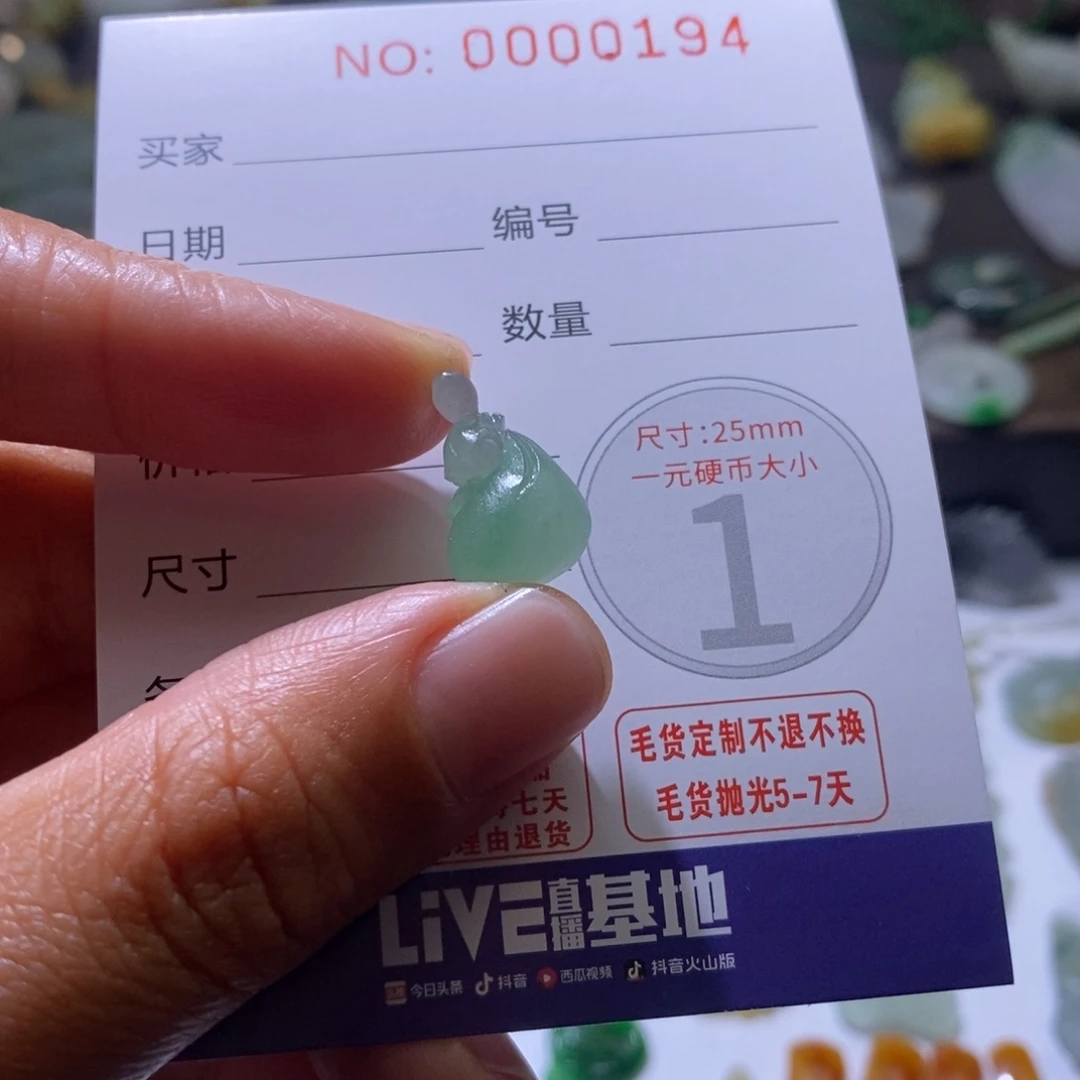 NO: 0000194
买家
日期
编号
数量
尺寸:25mm
一元硬币大小
1
尺寸
毛货定制不退不换
毛货抛光5-7天
七天
理由退货
LiVE直播基地
今日头条 抖音 西瓜视频 抖音火山版